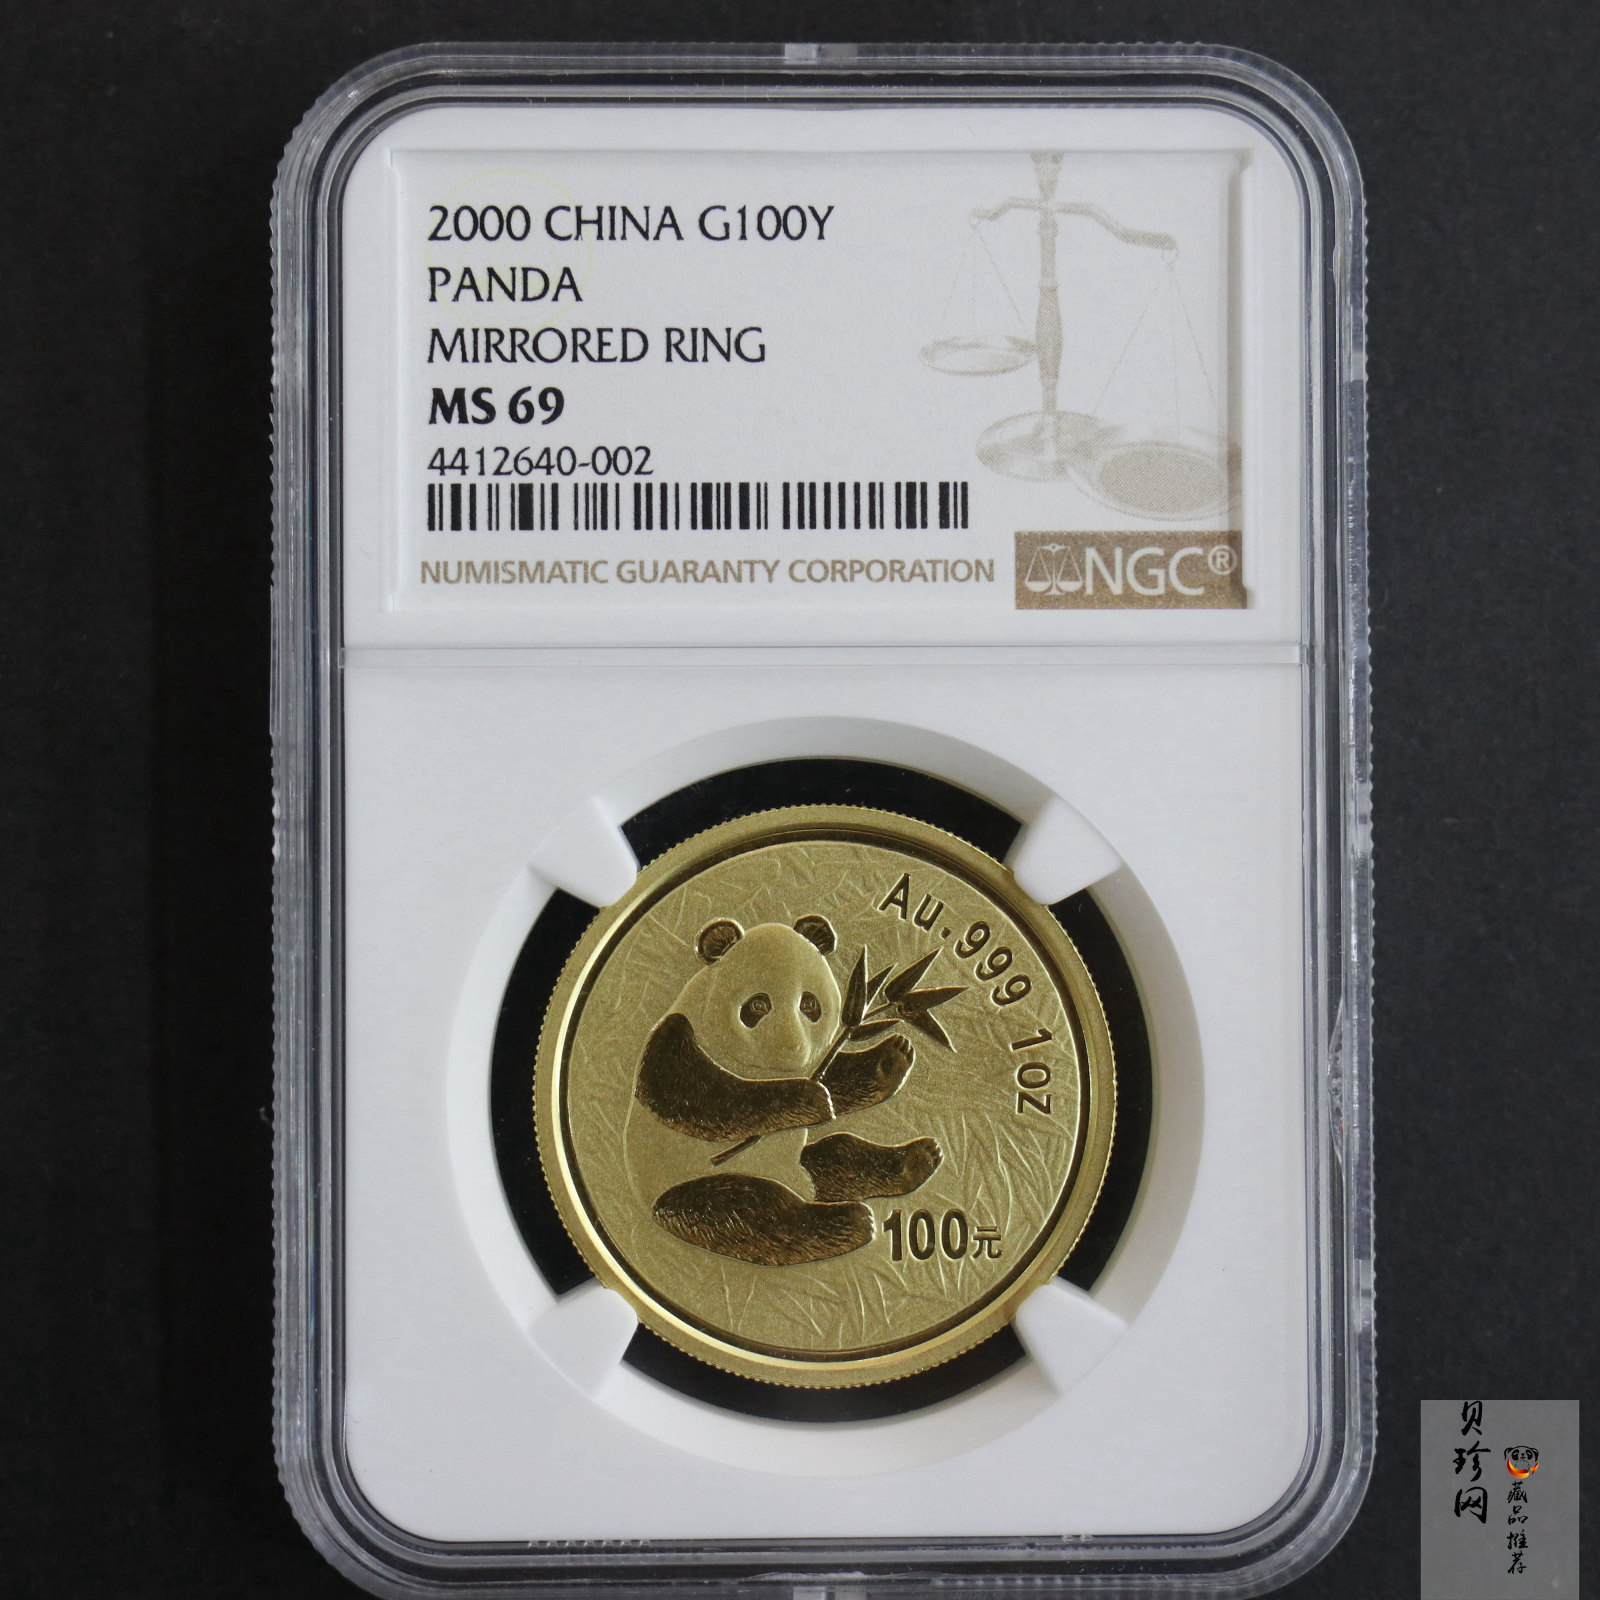 2000 CHINA G100Y
PANDA
MIRRORED RING
MS 69
4412640-002
NUMISMATIC GUARANTY CORPORATION
NGC®
Au.999 1OZ
100元
贝珍网
藏品推荐